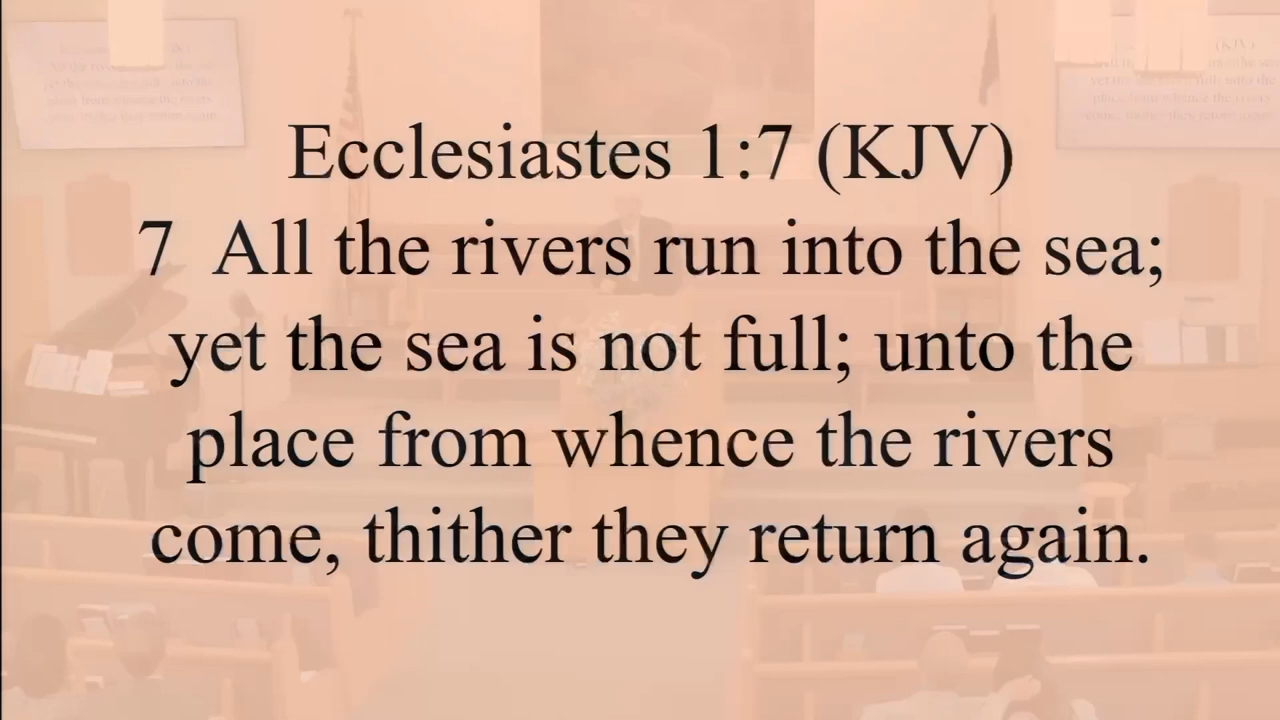 Ecclesiastes 1:7 (KJV)
7 All the rivers run into the sea;
yet the sea is not full; unto the
place from whence the rivers
come, thither they return again.